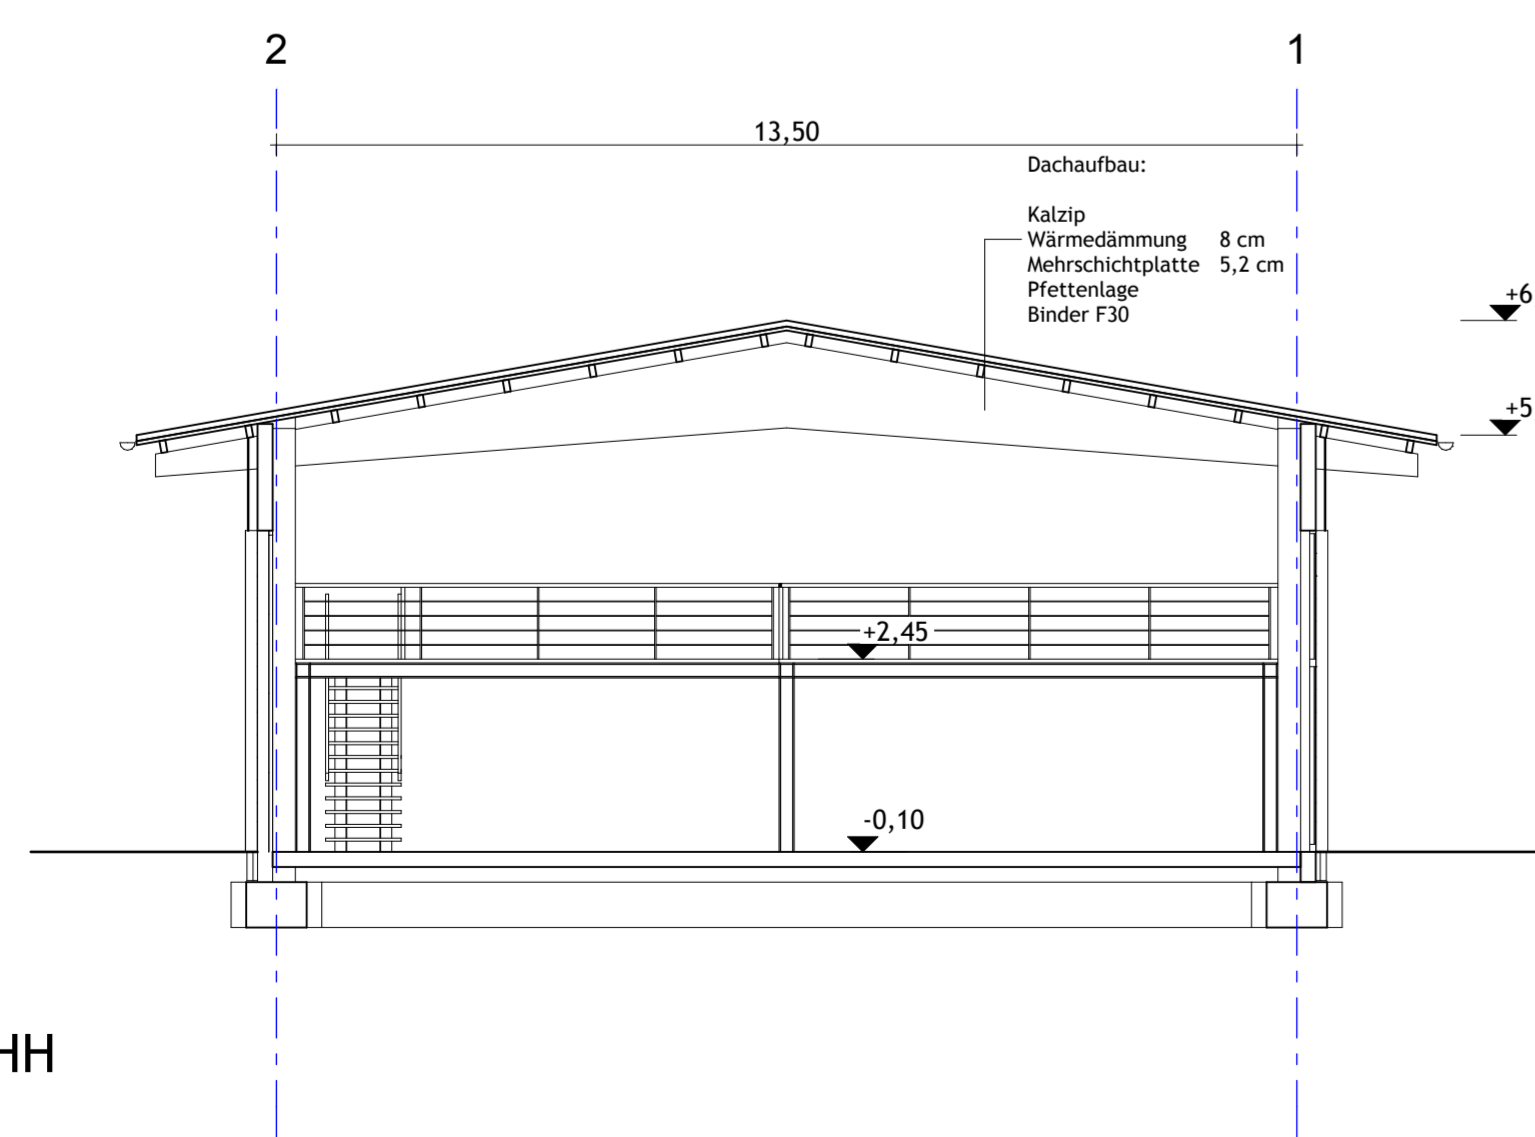 2
1
13,50
Dachaufbau:
Kalzip
Wärmedämmung 8 cm
Mehrschichtplatte 5,2 cm
Pfettenlage
Binder F30
+6
+5
+2,45
-0,10
HH